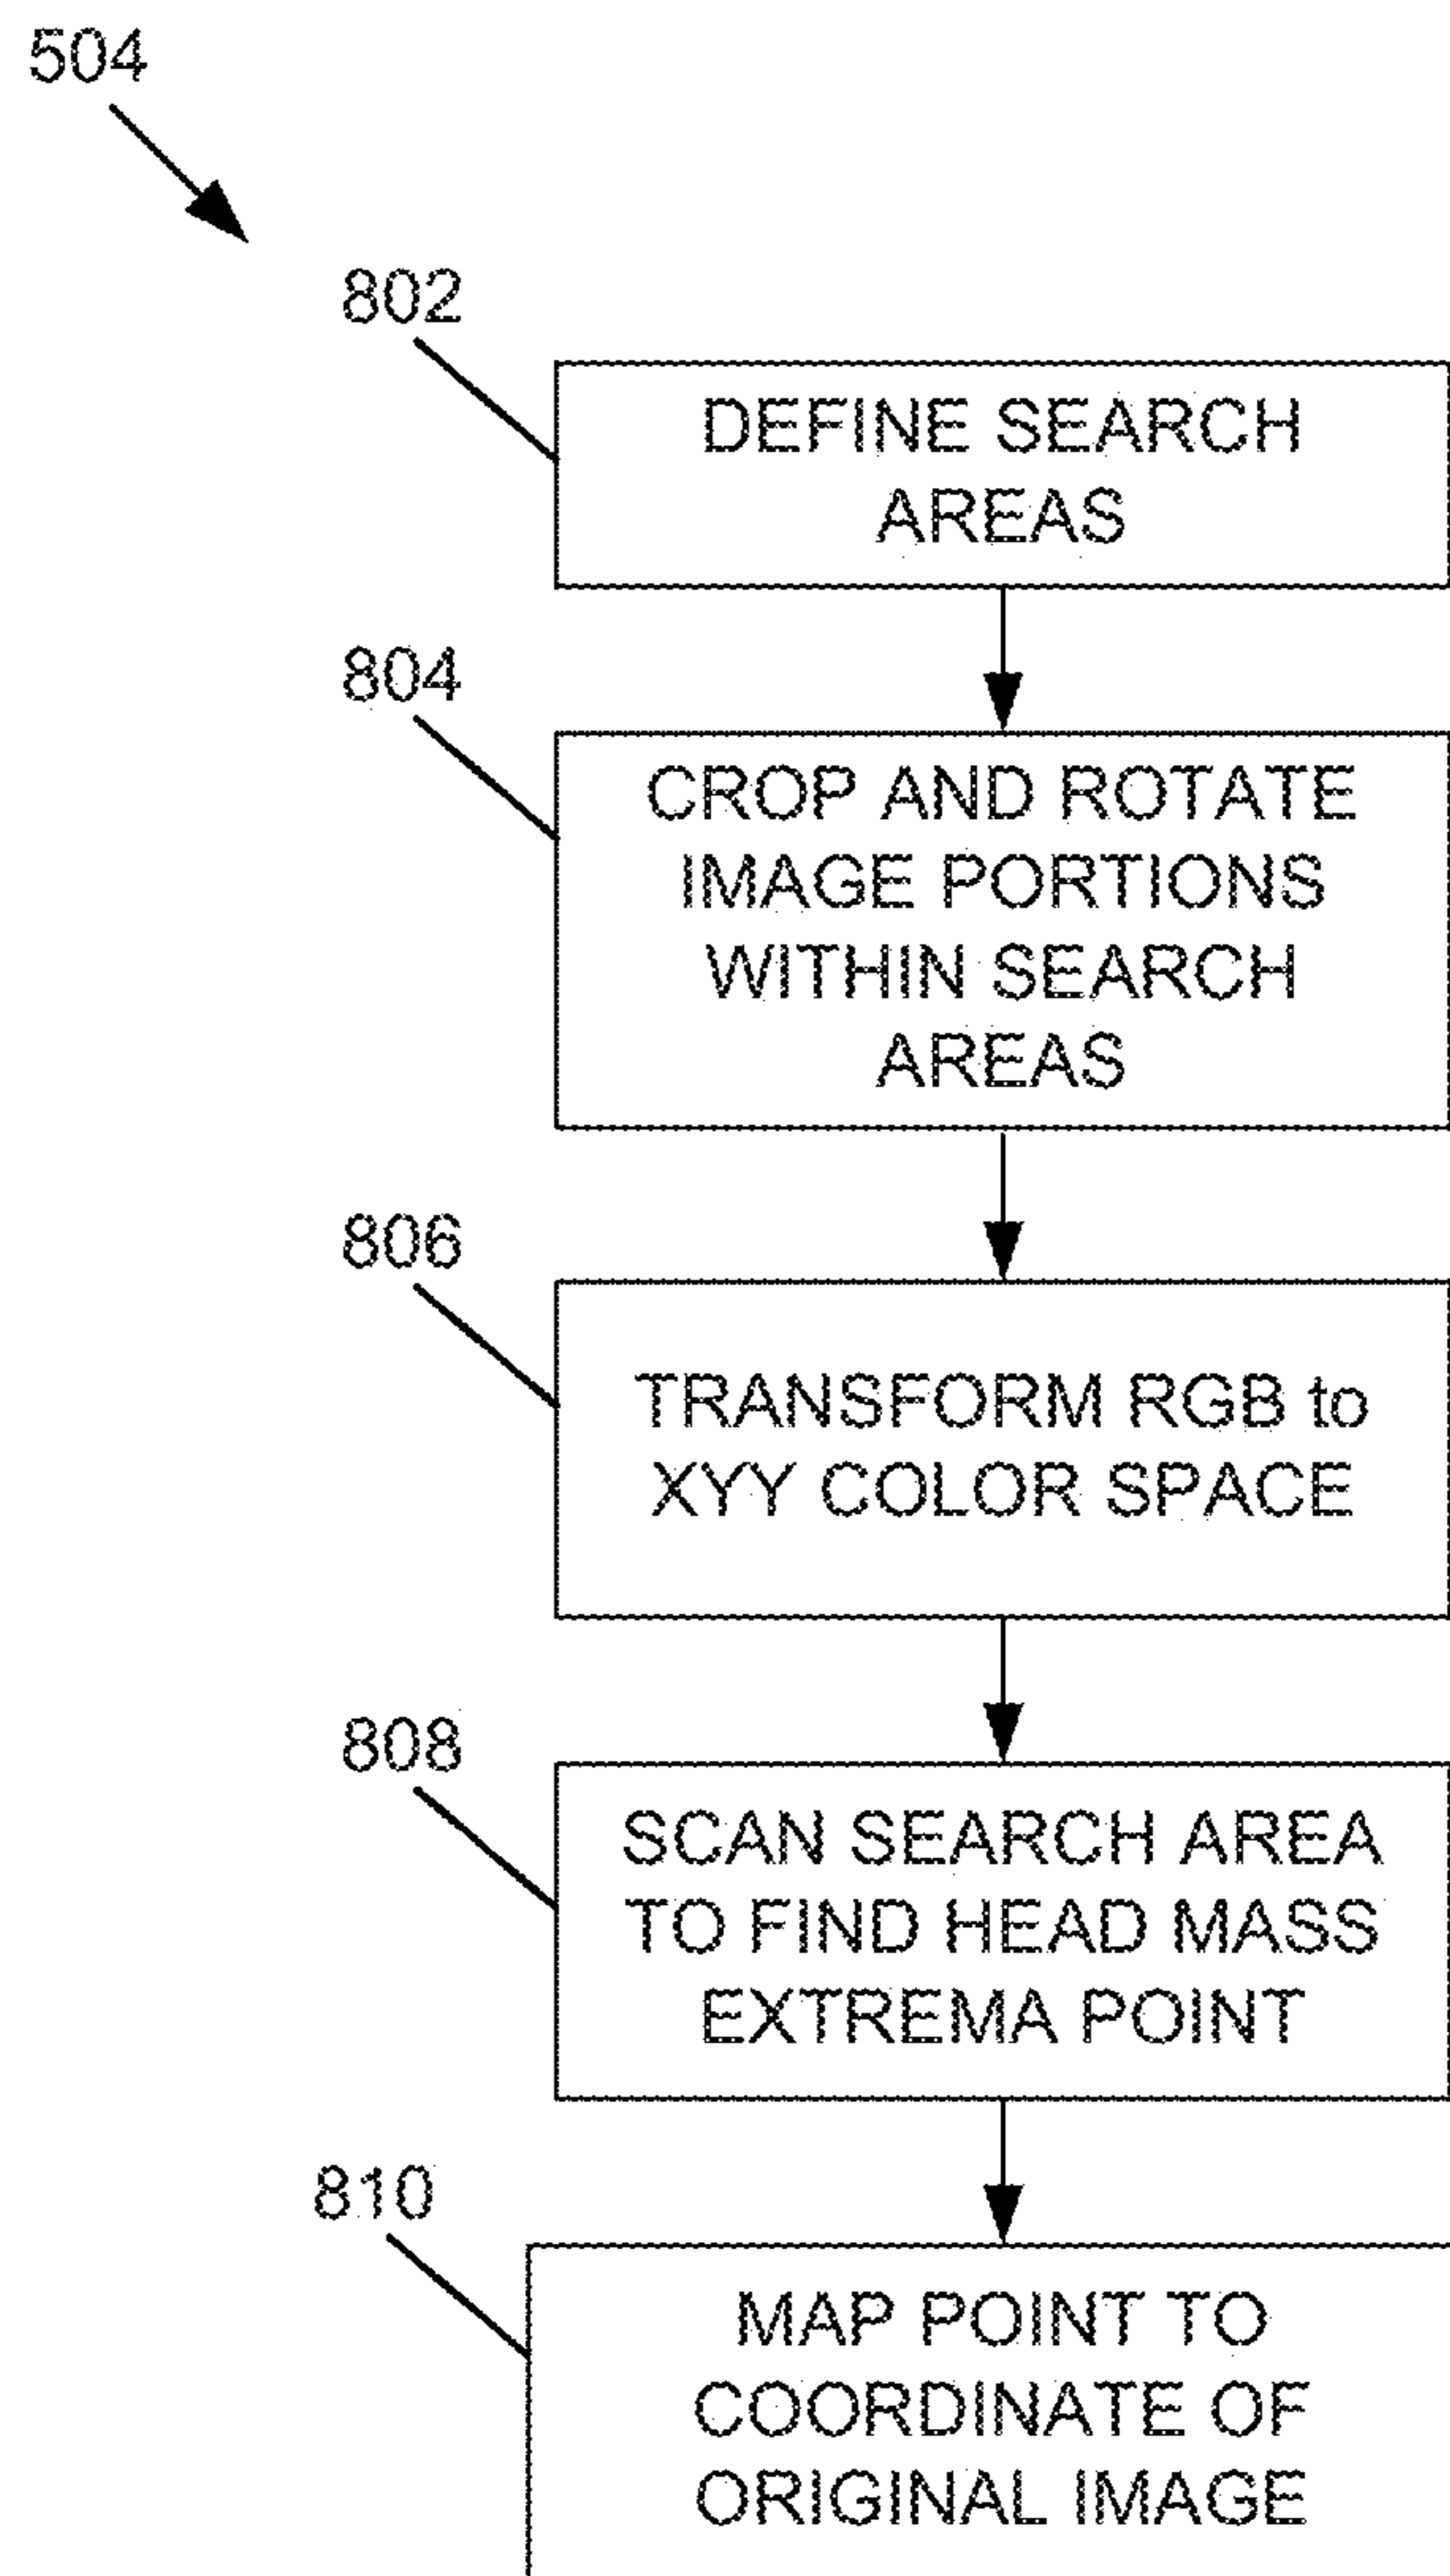 504
802
DEFINE SEARCH
AREAS
804
CROP AND ROTATE
IMAGE PORTIONS
WITHIN SEARCH
AREAS
806
TRANSFORM RGB to
XYY COLOR SPACE
808
SCAN SEARCH AREA
TO FIND HEAD MASS
EXTREMA POINT
810
MAP POINT TO
COORDINATE OF
ORIGINAL IMAGE